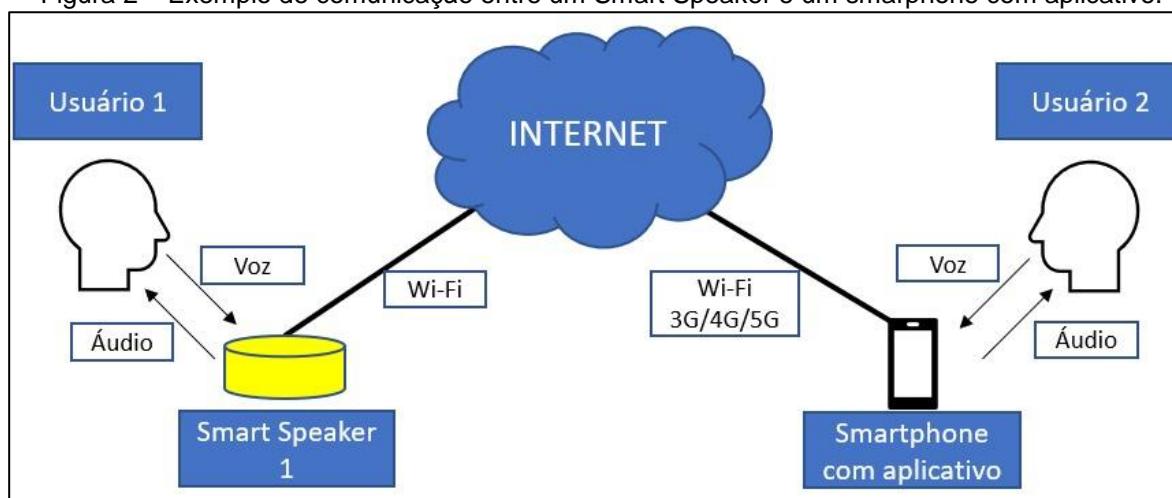 Figura 2 – Exemplo de comunicação entre um Smart Speaker e um smarphone com aplicativo.
Usuário 1
INTERNET
Usuário 2
Voz
Áudio
Wi-Fi
Wi-Fi
3G/4G/5G
Voz
Áudio
Smart Speaker
1
Smartphone
com aplicativo